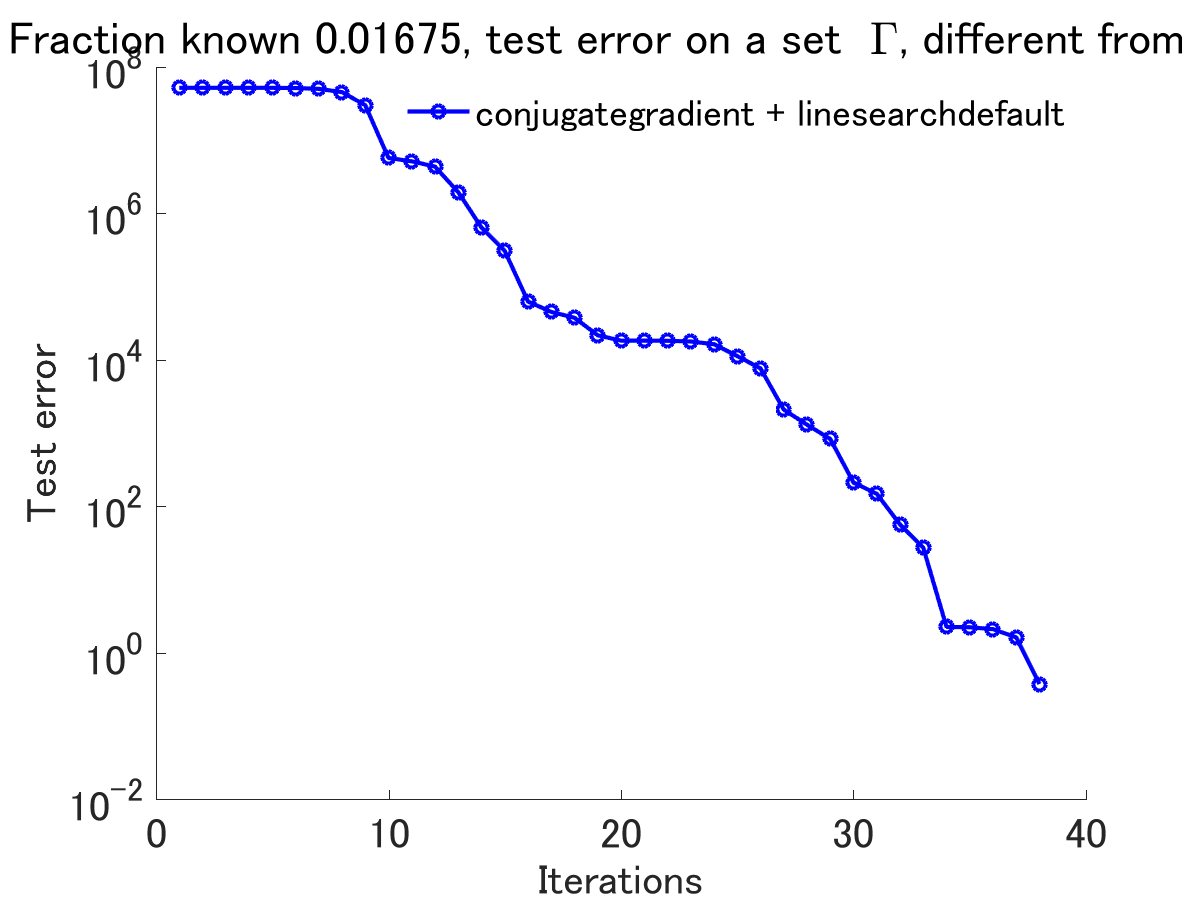 Fraction known 0.01675, test error on a set Γ, different from
conjugategradient + linesearchdefault
10^8
10^6
10^4
10^2
10^0
10^−2
Test error
0 10 20 30 40
Iterations